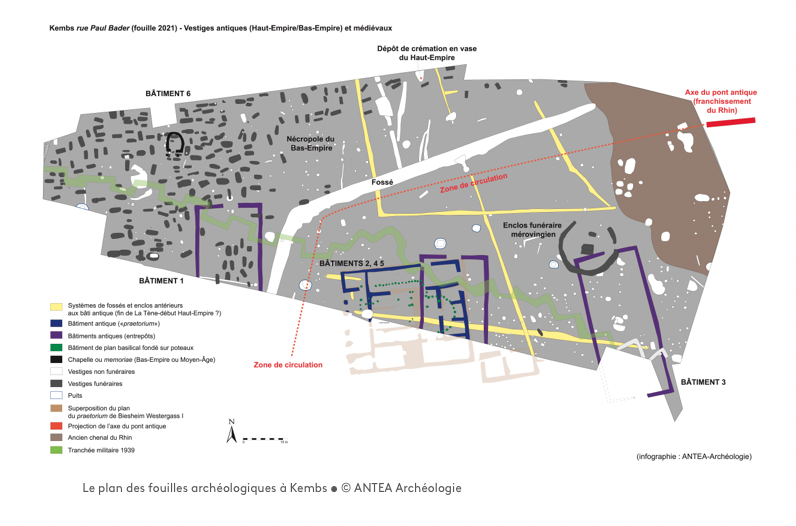 Kembs rue Paul Bader (fouille 2021) - Vestiges antiques (Haut-Empire/Bas-Empire) et médiévaux
Dépôt de crémation en vase
du Haut-Empire
Axe du pont antique
(franchissement
du Rhin)
BÂTIMENT 6
Nécropole du
Bas-Empire
Fossé
Zone de circulation
Enclos funéraire
mérovingien
BÂTIMENTS 2, 4 5
BÂTIMENT 1
Zone de circulation
BÂTIMENT 3
Systèmes de fossés et enclos antérieurs
aux bâti antique (fin de La Tène-début Haut-Empire ?)
Bâtiment antique («praetorium»)
Bâtiments antiques (entrepôts)
Bâtiment de plan basilical fondé sur poteaux
Chapelle ou memoriae (Bas-Empire ou Moyen-Âge)
Vestiges non funéraires
Vestiges funéraires
Puits
Superposition du plan
du praetorium de Biesheim Westergass I
Projection de l'axe du pont antique
Ancien chenal du Rhin
Tranchée militaire 1939
N
0
(infographie : ANTEA-Archéologie)
Le plan des fouilles archéologiques à Kembs ● © ANTEA Archéologie